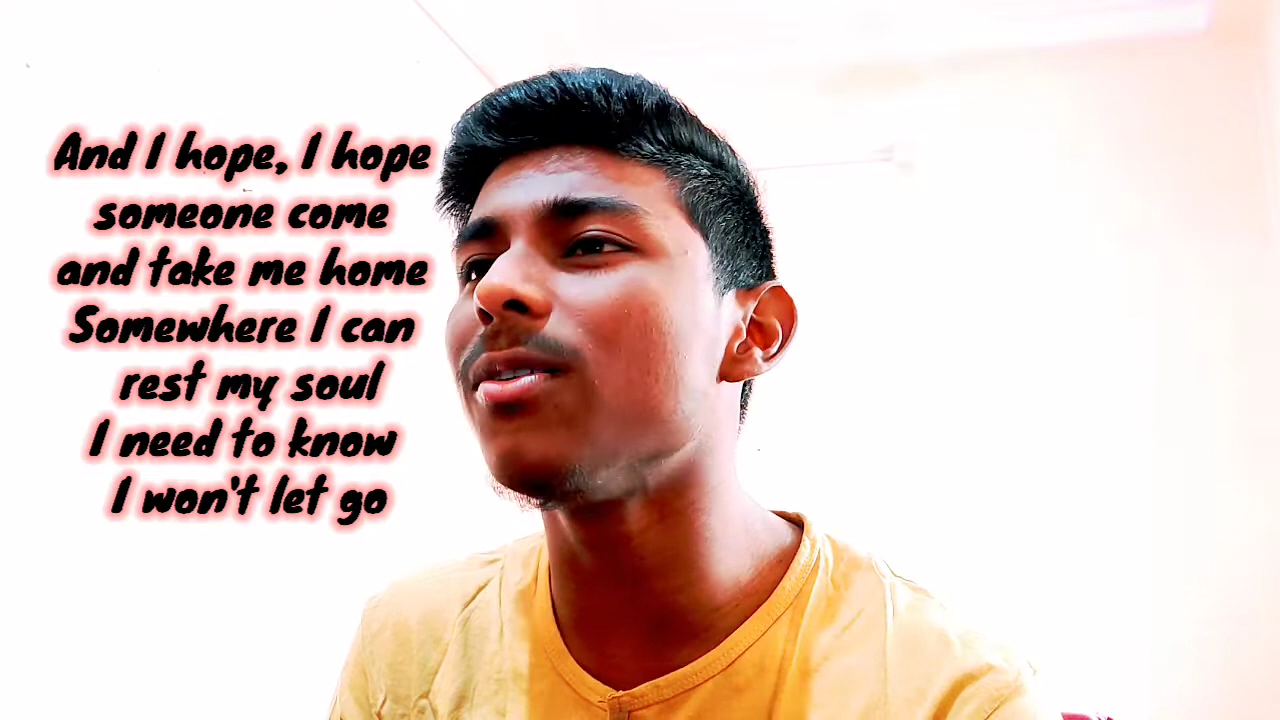 And I hope, I hope
someone come
and take me home
Somewhere I can
rest my soul
I need to know
I won't let go